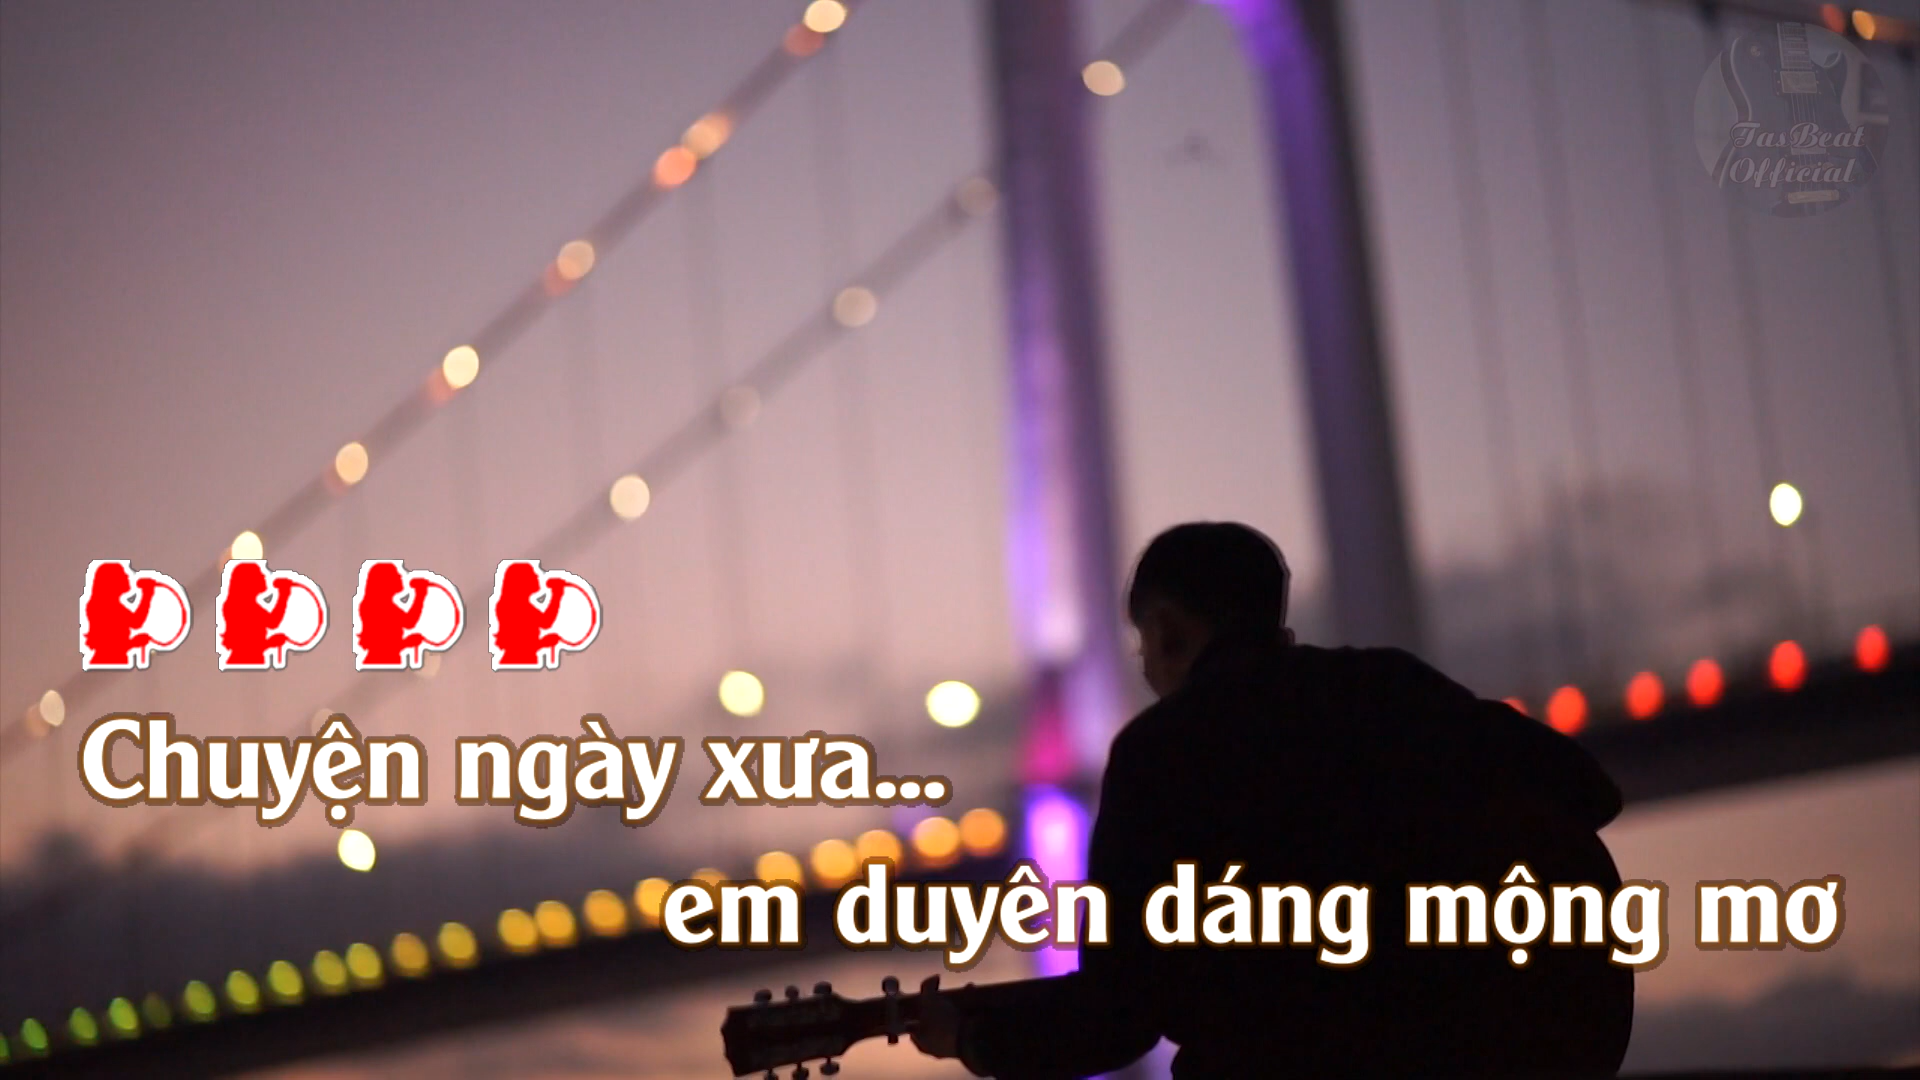 TasBeat
Official
Chuyện ngày xưa...
em duyên dáng mộng mơ